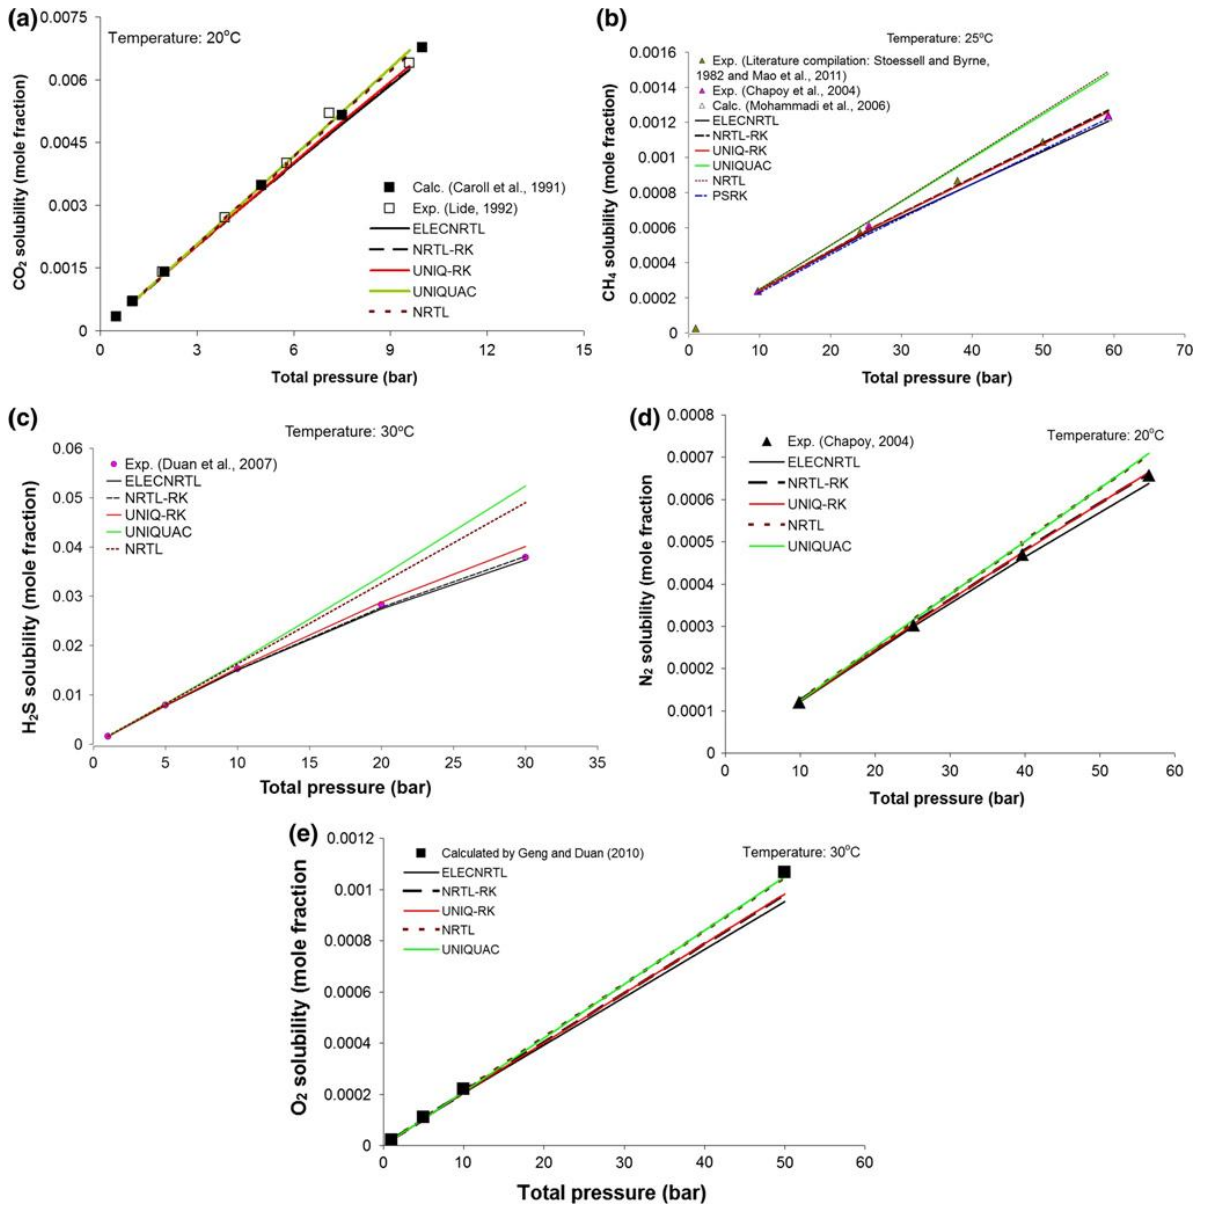 (a)
Temperature: 20°C
CO₂ solubility (mole fraction)
0.0075
0.006
0.0045
0.003
0.0015
0
0 3 6 9 12 15
Total pressure (bar)
Calc. (Caroll et al., 1991)
Exp. (Lide, 1992)
ELECNRTL
NRTL-RK
UNIQ-RK
UNIQUAC
NRTL
(b)
Temperature: 25°C
CH₄ solubility (mole fraction)
0.0016
0.0014
0.0012
0.001
0.0008
0.0006
0.0004
0.0002
0
0 10 20 30 40 50 60 70
Total pressure (bar)
Exp. (Literature compilation: Stoessell and Byrne,
1982 and Mao et al., 2011)
Exp. (Chapoy et al., 2004)
Calc. (Mohammadi et al., 2006)
ELECNRTL
NRTL-RK
UNIQ-RK
UNIQUAC
NRTL
PSRK
(c)
Temperature: 30°C
H₂S solubility (mole fraction)
0.06
0.05
0.04
0.03
0.02
0.01
0
0 5 10 15 20 25 30 35
Total pressure (bar)
Exp. (Duan et al., 2007)
ELECNRTL
NRTL-RK
UNIQ-RK
UNIQUAC
NRTL
(d)
Temperature: 20°C
N₂ solubility (mole fraction)
0.0008
0.0007
0.0006
0.0005
0.0004
0.0003
0.0002
0.0001
0
0 10 20 30 40 50 60
Total pressure (bar)
Exp. (Chapoy, 2004)
ELECNRTL
NRTL-RK
UNIQ-RK
NRTL
UNIQUAC
(e)
Temperature: 30°C
O₂ solubility (mole fraction
0.0012
0.001
0.0008
0.0006
0.0004
0.0002
0
0 10 20 30 40 50 60
Total pressure (bar)
Calculated by Geng and Duan (2010)
ELECNRTL
NRTL-RK
UNIQ-RK
NRTL
UNIQUAC